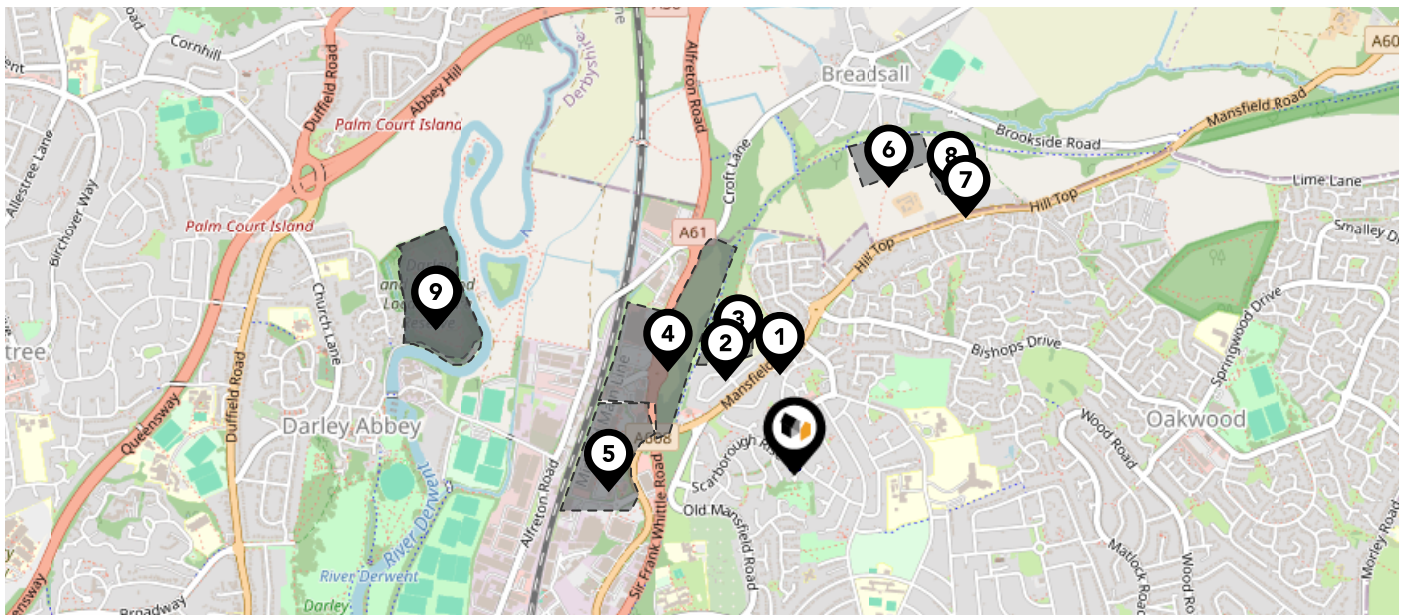 A38
Cornhill
Duffield Road
Abbey Hill
Derbyshire
Alfreton Road
Breadsall
A60
Mansfield Road
Palm Court Island
Brookside Road
Allestree Lane
Birchover Way
Croft Lane
6
8
7
Lime Lane
Palm Court Island
A61
Hill Top
Hill Top
Smalley D
9
Church Lane
4
3
2
1
Bishops Drive
Springwood Drive
tree
Duffield Road
Mansfield
Darley Abbey
Oakwood
Queensway
A608
Wood Road
5
Scarborough Ris
Old Mansfield Road
Alfreton Road
Sir Frank Whittle Road
River Derwent
River Derwent
Matlock Road
Wood R
Morley Road
Darley
Broadway
ensway